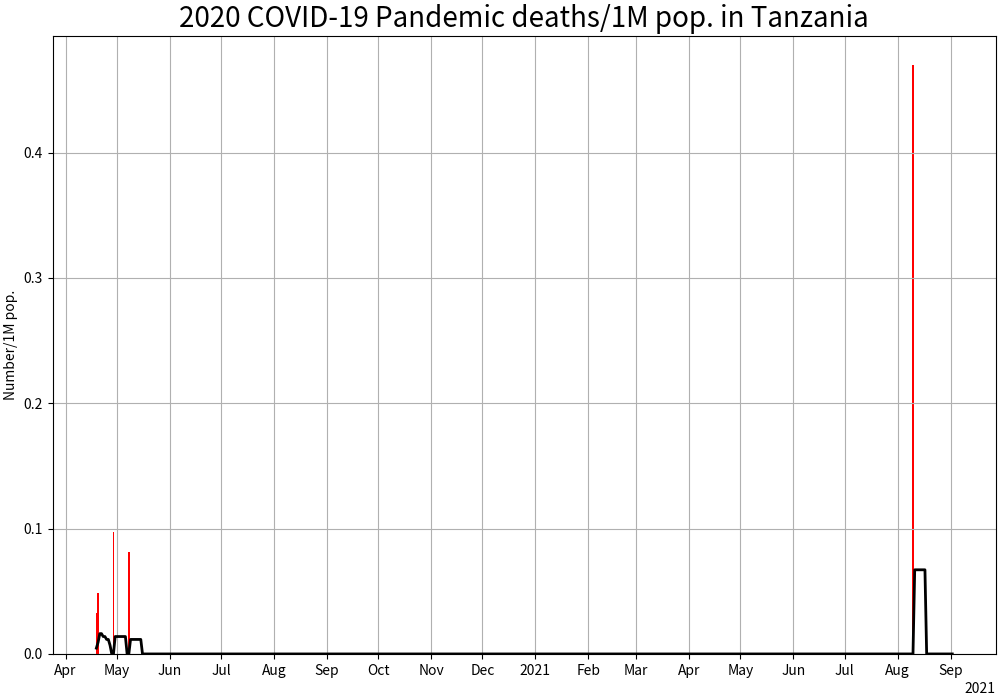 2020 COVID-19 Pandemic deaths/1M pop. in Tanzania
Number/1M pop.
0.4
0.3
0.2
0.1
0.0
Apr May Jun Jul Aug Sep Oct Nov Dec 2021 Feb Mar Apr May Jun Jul Aug Sep
2021